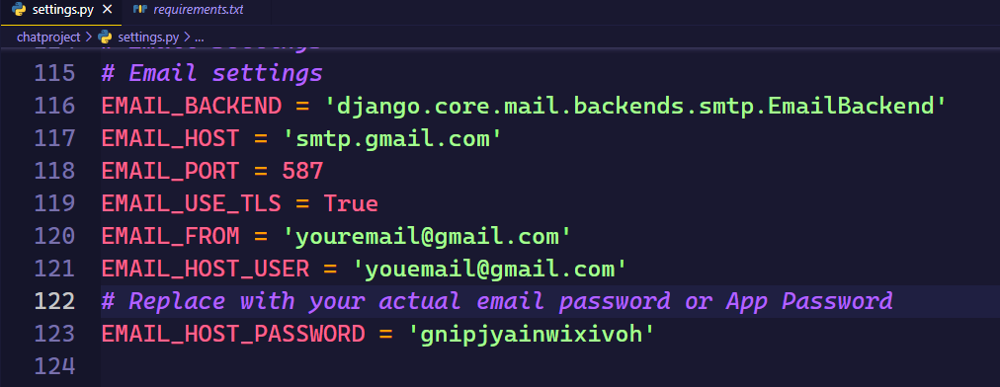 settings.py
requirements.txt
chatproject > settings.py > ...
115 # Email settings
116 EMAIL_BACKEND = 'django.core.mail.backends.smtp.EmailBackend'
117 EMAIL_HOST = 'smtp.gmail.com'
118 EMAIL_PORT = 587
119 EMAIL_USE_TLS = True
120 EMAIL_FROM = 'youremail@gmail.com'
121 EMAIL_HOST_USER = 'youemail@gmail.com'
122 # Replace with your actual email password or App Password
123 EMAIL_HOST_PASSWORD = 'gnipjyainwixivoh'
124